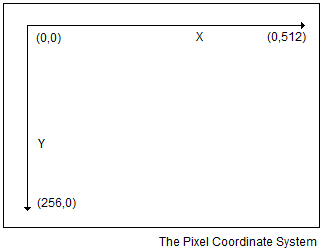 (0,0) X (0,512)
Y
(256,0)
The Pixel Coordinate System